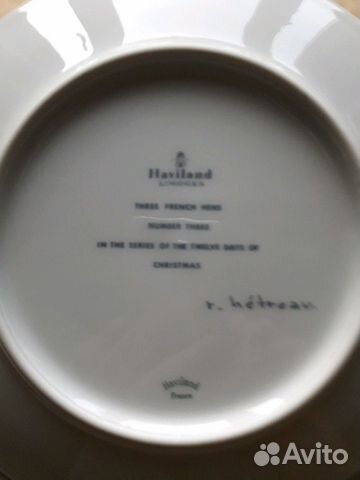 Haviland
LIMOGES
THREE FRENCH HENS
NUMBER THREE
IN THE SERIES OF THE TWELVE DAYS OF
CHRISTMAS
r. hétreau
Haviland
France
Avito